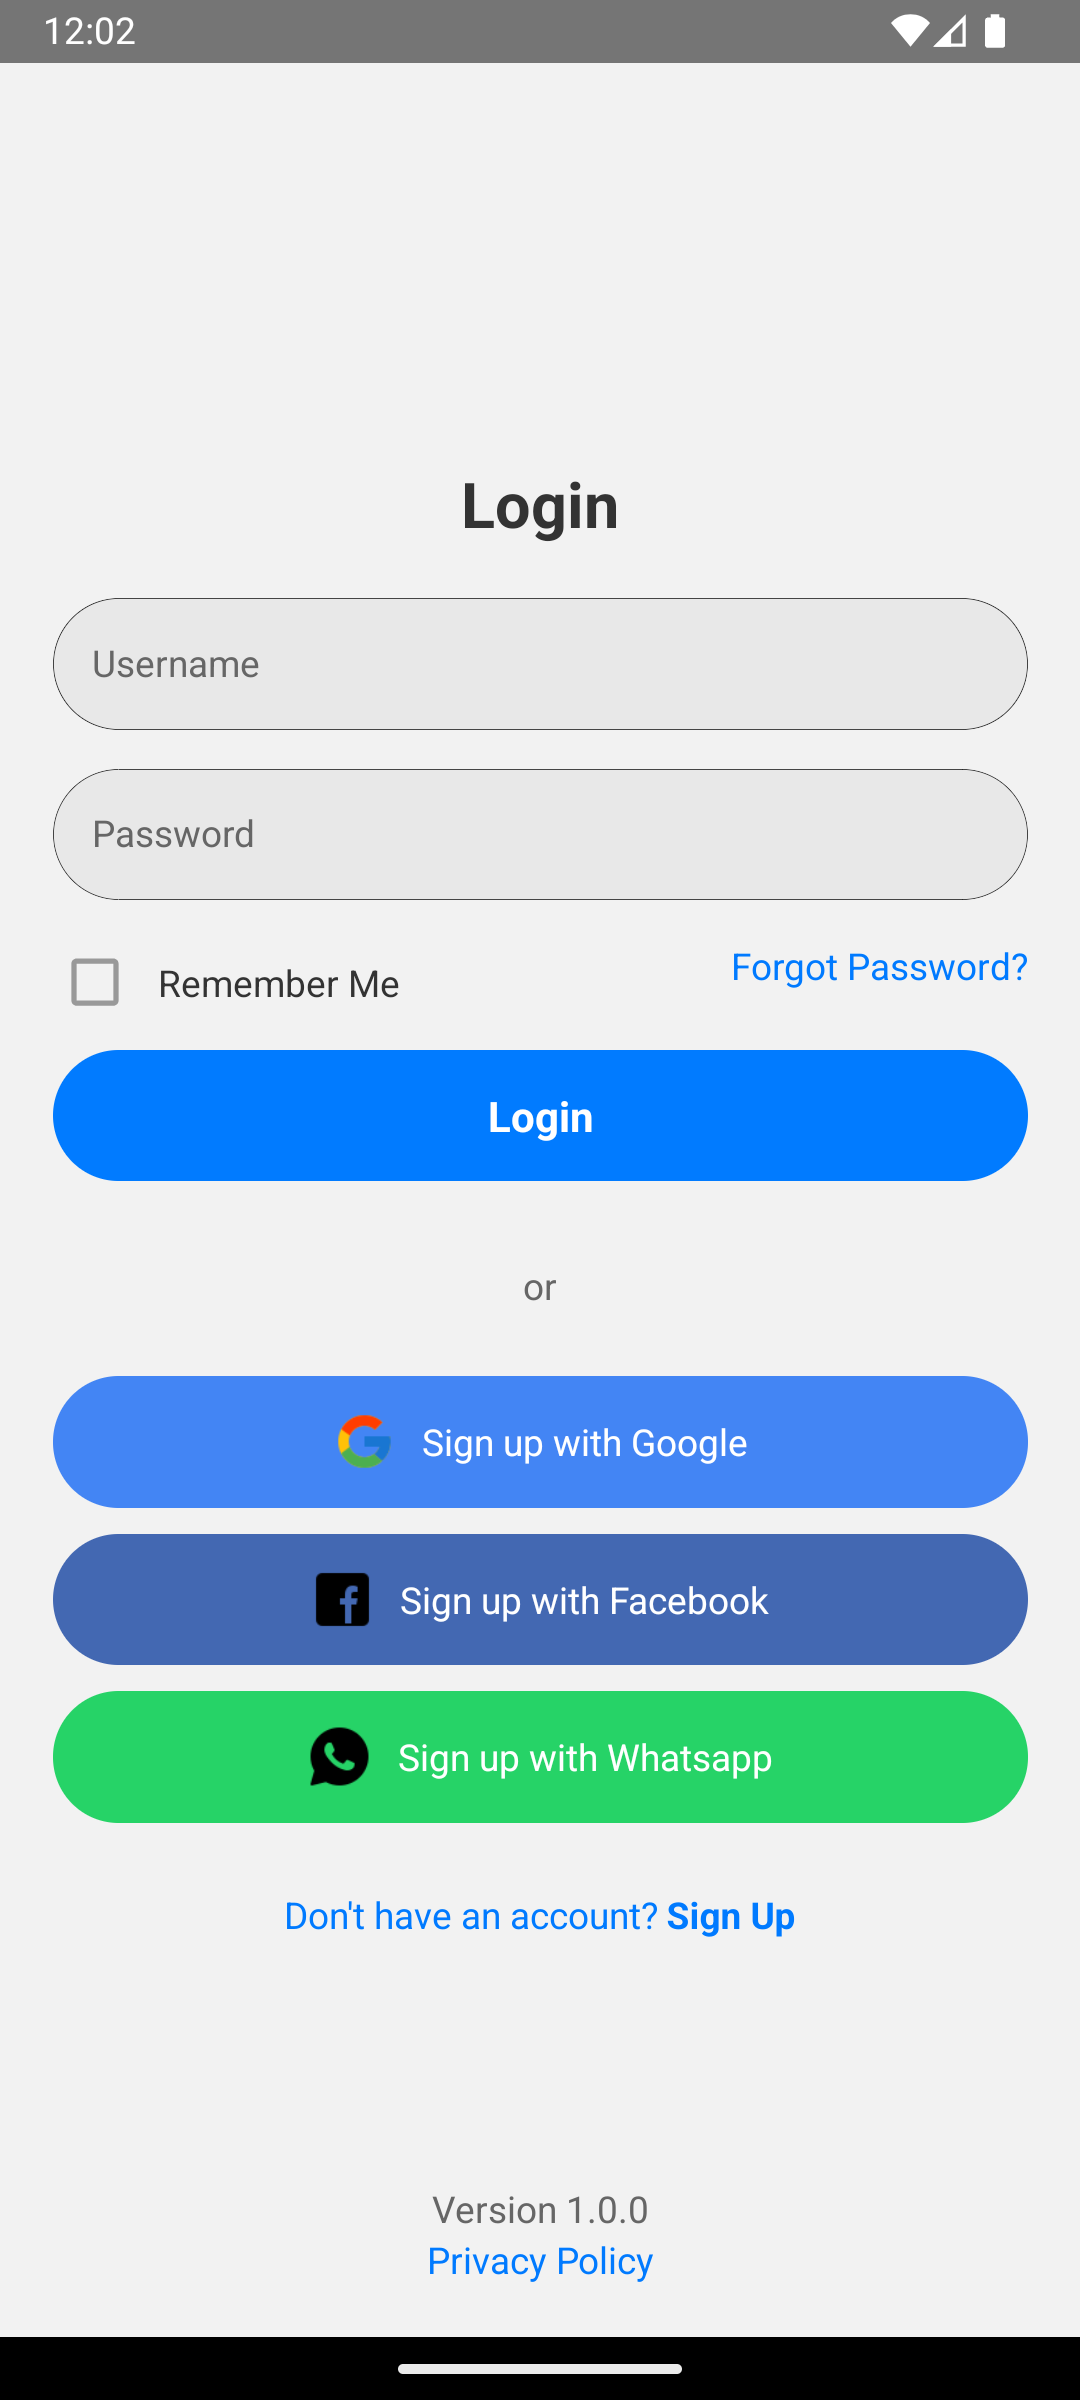 12:02
Login
Username
Password
Remember Me
Forgot Password?
Login
or
Sign up with Google
Sign up with Facebook
Sign up with Whatsapp
Don't have an account? Sign Up
Version 1.0.0
Privacy Policy